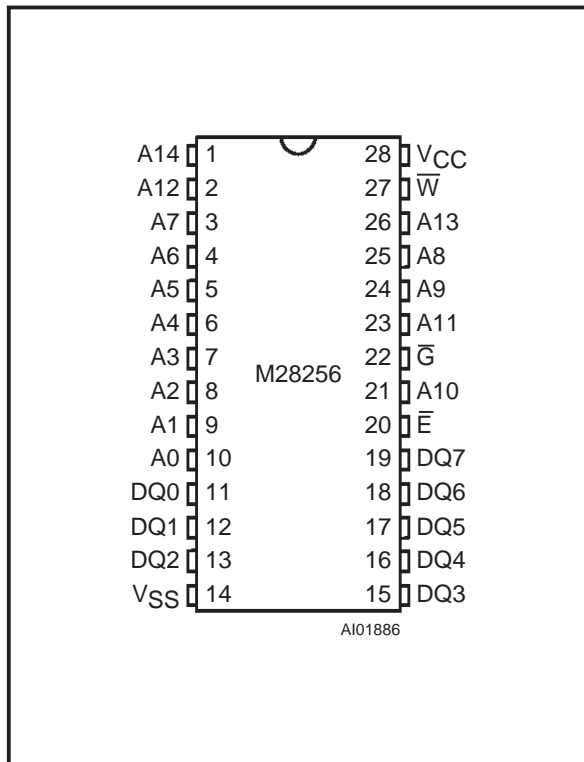 A14 1 28 VCC
A12 2 27 W̅
A7 3 26 A13
A6 4 25 A8
A5 5 24 A9
A4 6 23 A11
A3 7 22 G̅
M28256
A2 8 21 A10
A1 9 20 E̅
A0 10 19 DQ7
DQ0 11 18 DQ6
DQ1 12 17 DQ5
DQ2 13 16 DQ4
VSS 14 15 DQ3
AI01886